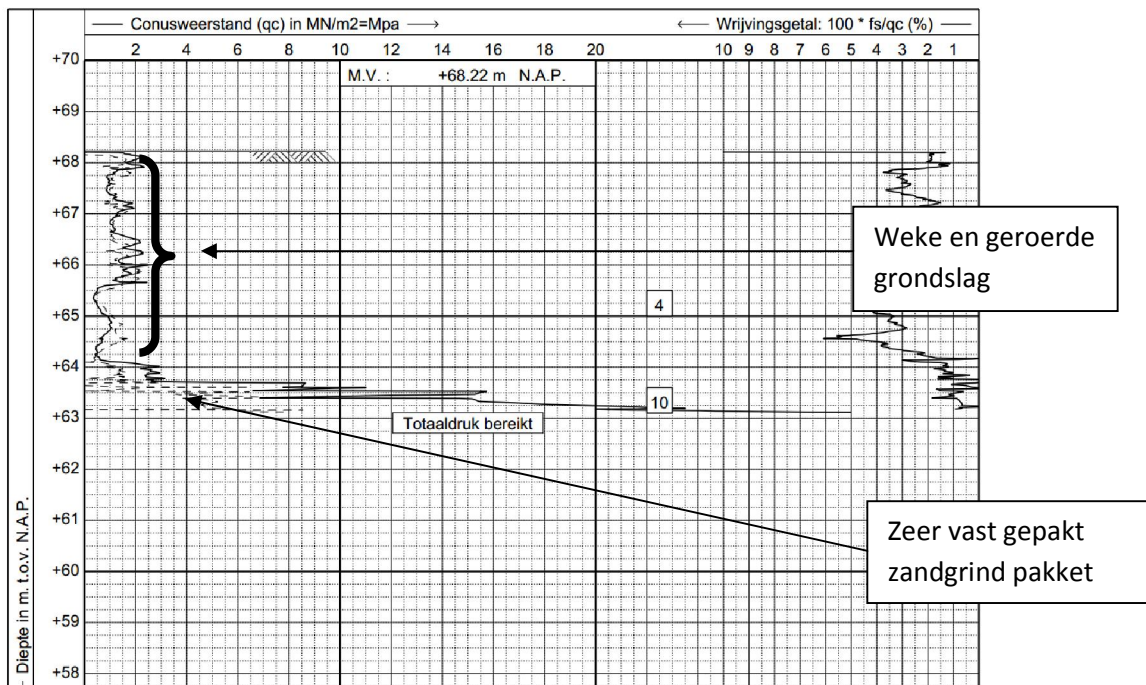 Conusweerstand (qc) in MN/m2=Mpa
Wrijvingsgetal: 100 * fs/qc (%)
2 4 6 8 10 12 14 16 18 20 10 9 8 7 6 5 4 3 2 1
+70
M.V. : +68.22 m N.A.P.
+69
+68
+67
Weke en geroerde
grondslag
+66
4
+65
+64
10
+63
Totaaldruk bereikt
+62
+61
Zeer vast gepakt
zandgrind pakket
+60
+59
+58
Diepte in m. t.o.v. N.A.P.